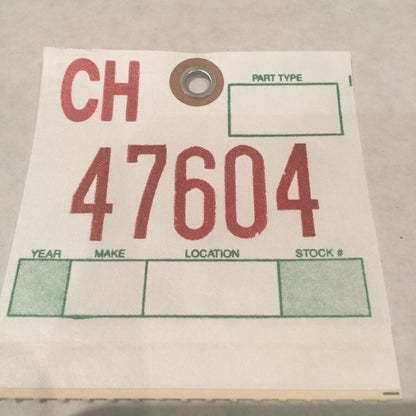 CH
PART TYPE
47604
YEAR MAKE LOCATION STOCK #